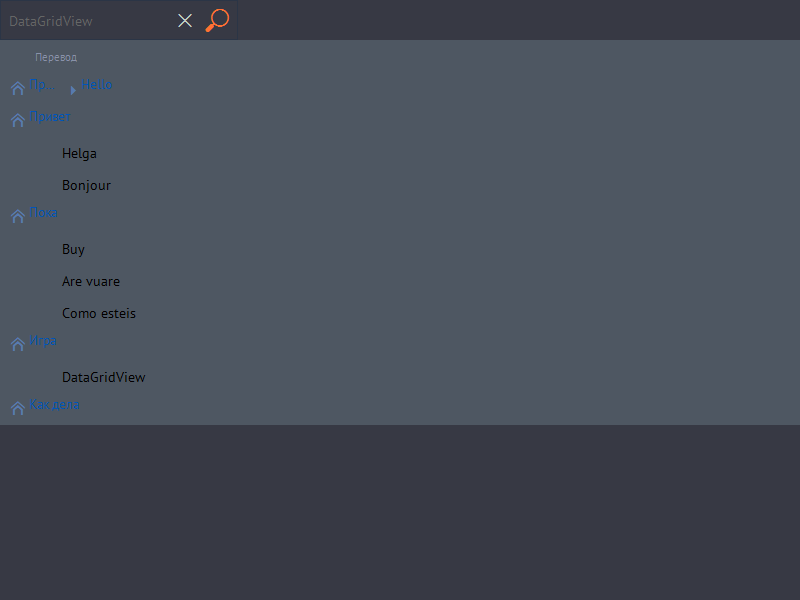 DataGridView
Перевод
Пр... Hello
Привет
Helga
Bonjour
Пока
Buy
Are vuare
Como esteis
Игра
DataGridView
Как дела